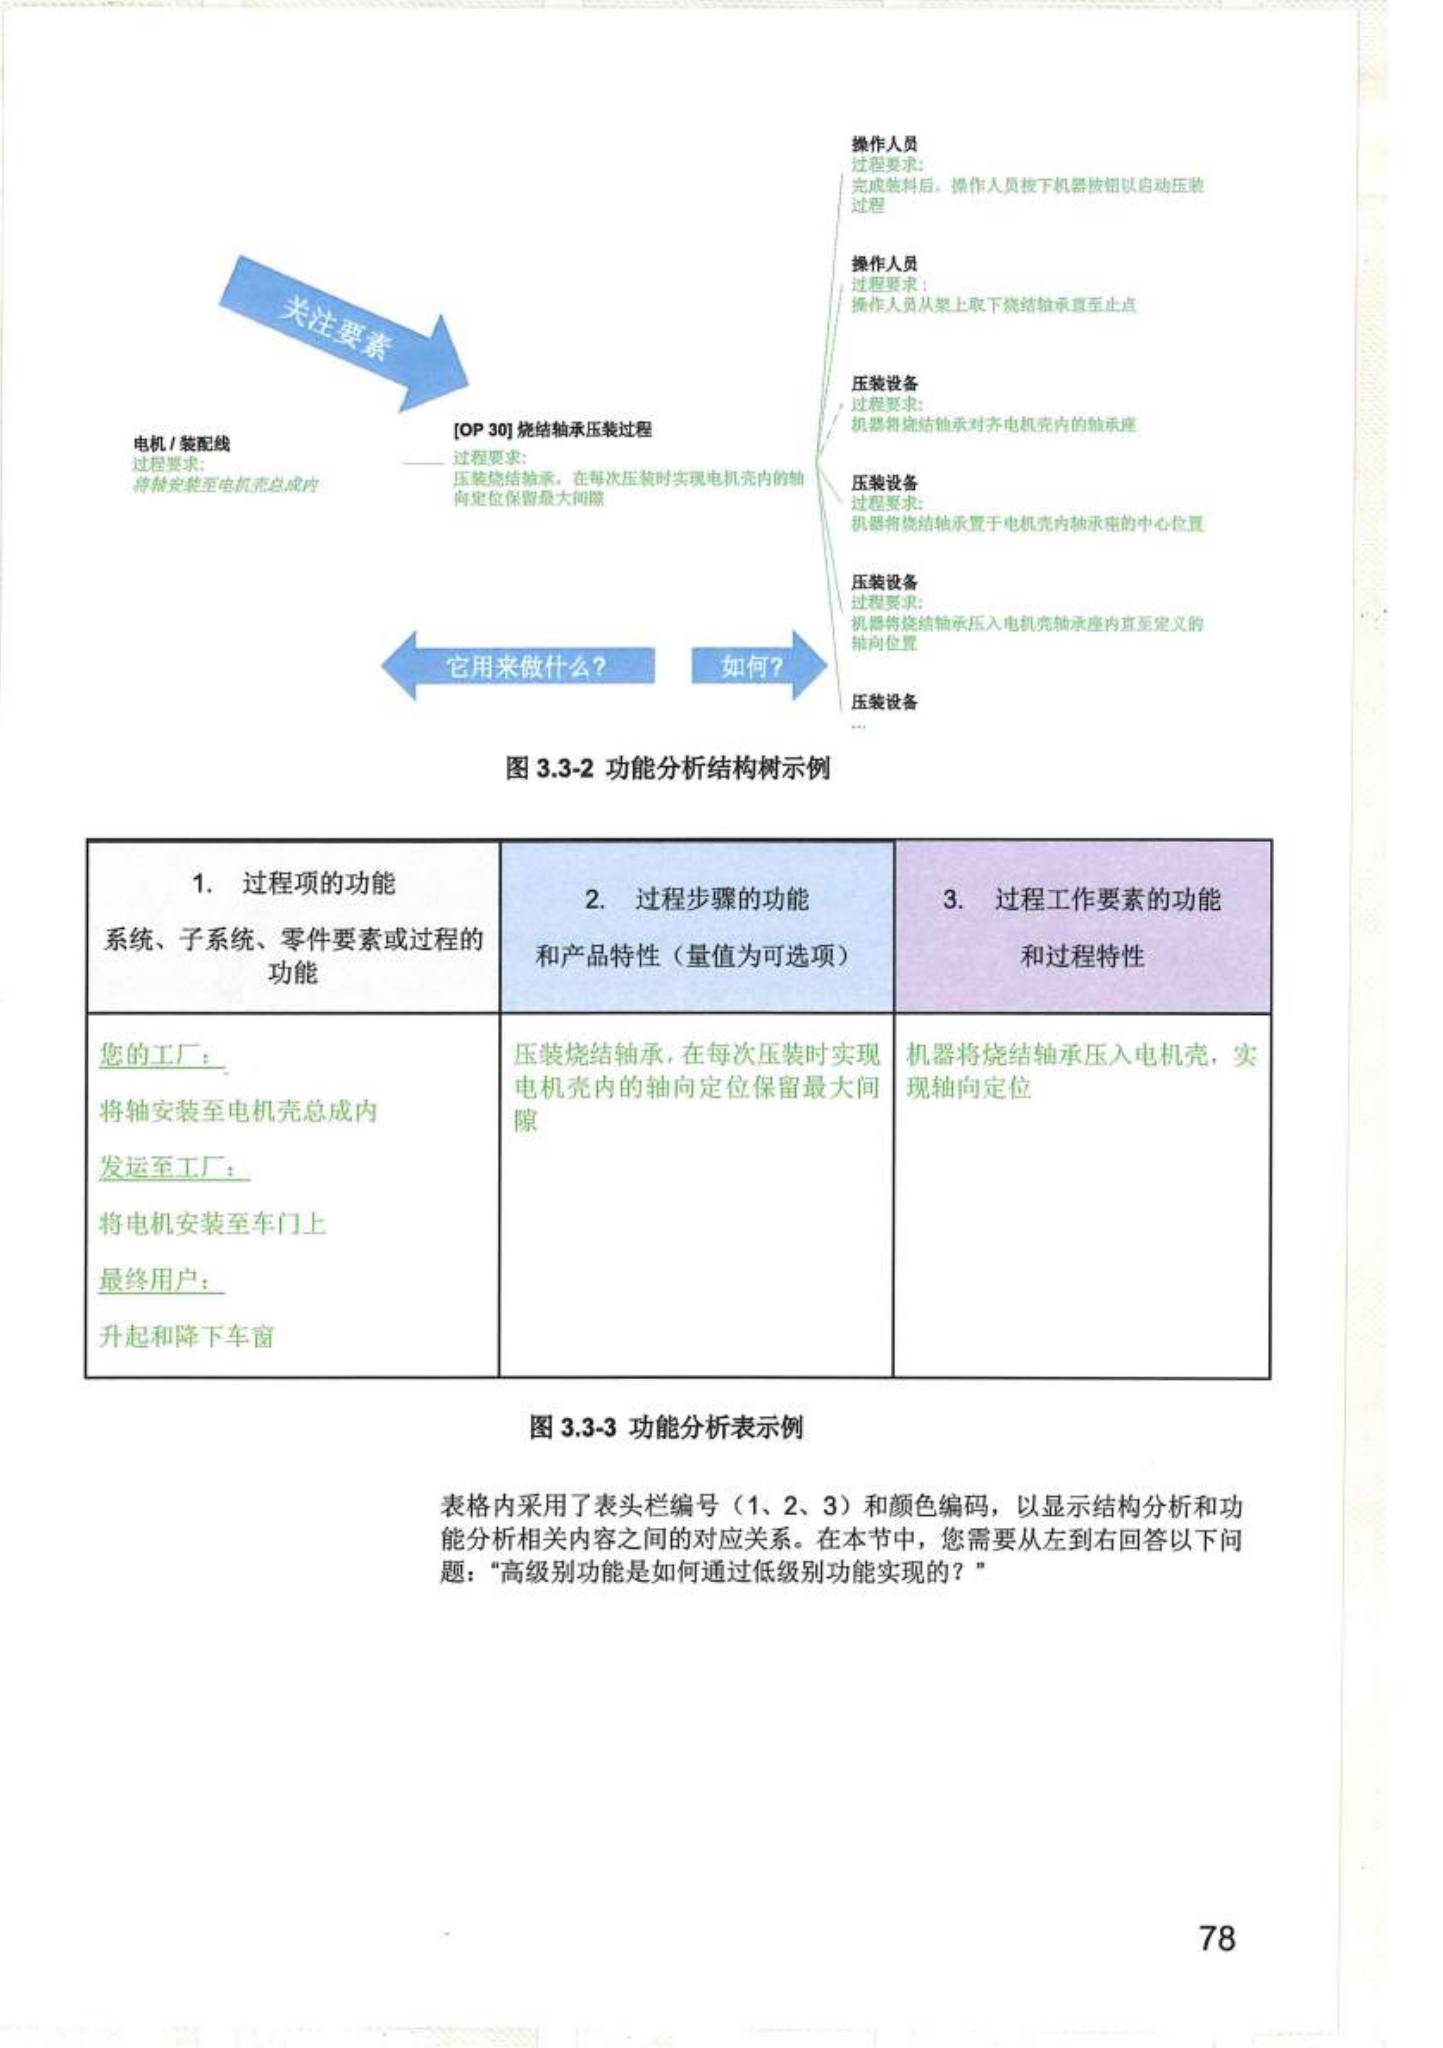 操作人员
过程要求:
完成装料后，操作人员按下机器按钮以启动压装
过程
操作人员
过程要求：
操作人员从架上取下烧结轴承直至止点
关注要素
压装设备
过程要求:
机器将烧结轴承对齐电机壳内的轴承座
电机 / 装配线
过程要求:
将轴安装至电机壳总成内
[OP 30] 烧结轴承压装过程
过程要求:
压装烧结轴承，在每次压装时实现电机壳内的轴
向定位保留最大间隙
压装设备
过程要求:
机器将烧结轴承置于电机壳内轴承座的中心位置
压装设备
过程要求:
机器将烧结轴承压入电机壳轴承座内直至定义的
轴向位置
它用来做什么?
如何?
压装设备
...
图 3.3-2 功能分析结构树示例
1. 过程项的功能
系统、子系统、零件要素或过程的
功能
2. 过程步骤的功能
和产品特性（量值为可选项）
3. 过程工作要素的功能
和过程特性
您的工厂：
将轴安装至电机壳总成内
发运至工厂：
将电机安装至车门上
最终用户：
升起和降下车窗
压装烧结轴承，在每次压装时实现
电机壳内的轴向定位保留最大间
隙
机器将烧结轴承压入电机壳，实
现轴向定位
图 3.3-3 功能分析表示例
表格内采用了表头栏编号（1、2、3）和颜色编码，以显示结构分析和功
能分析相关内容之间的对应关系。在本节中，您需要从左到右回答以下问
题：“高级别功能是如何通过低级别功能实现的？”
78